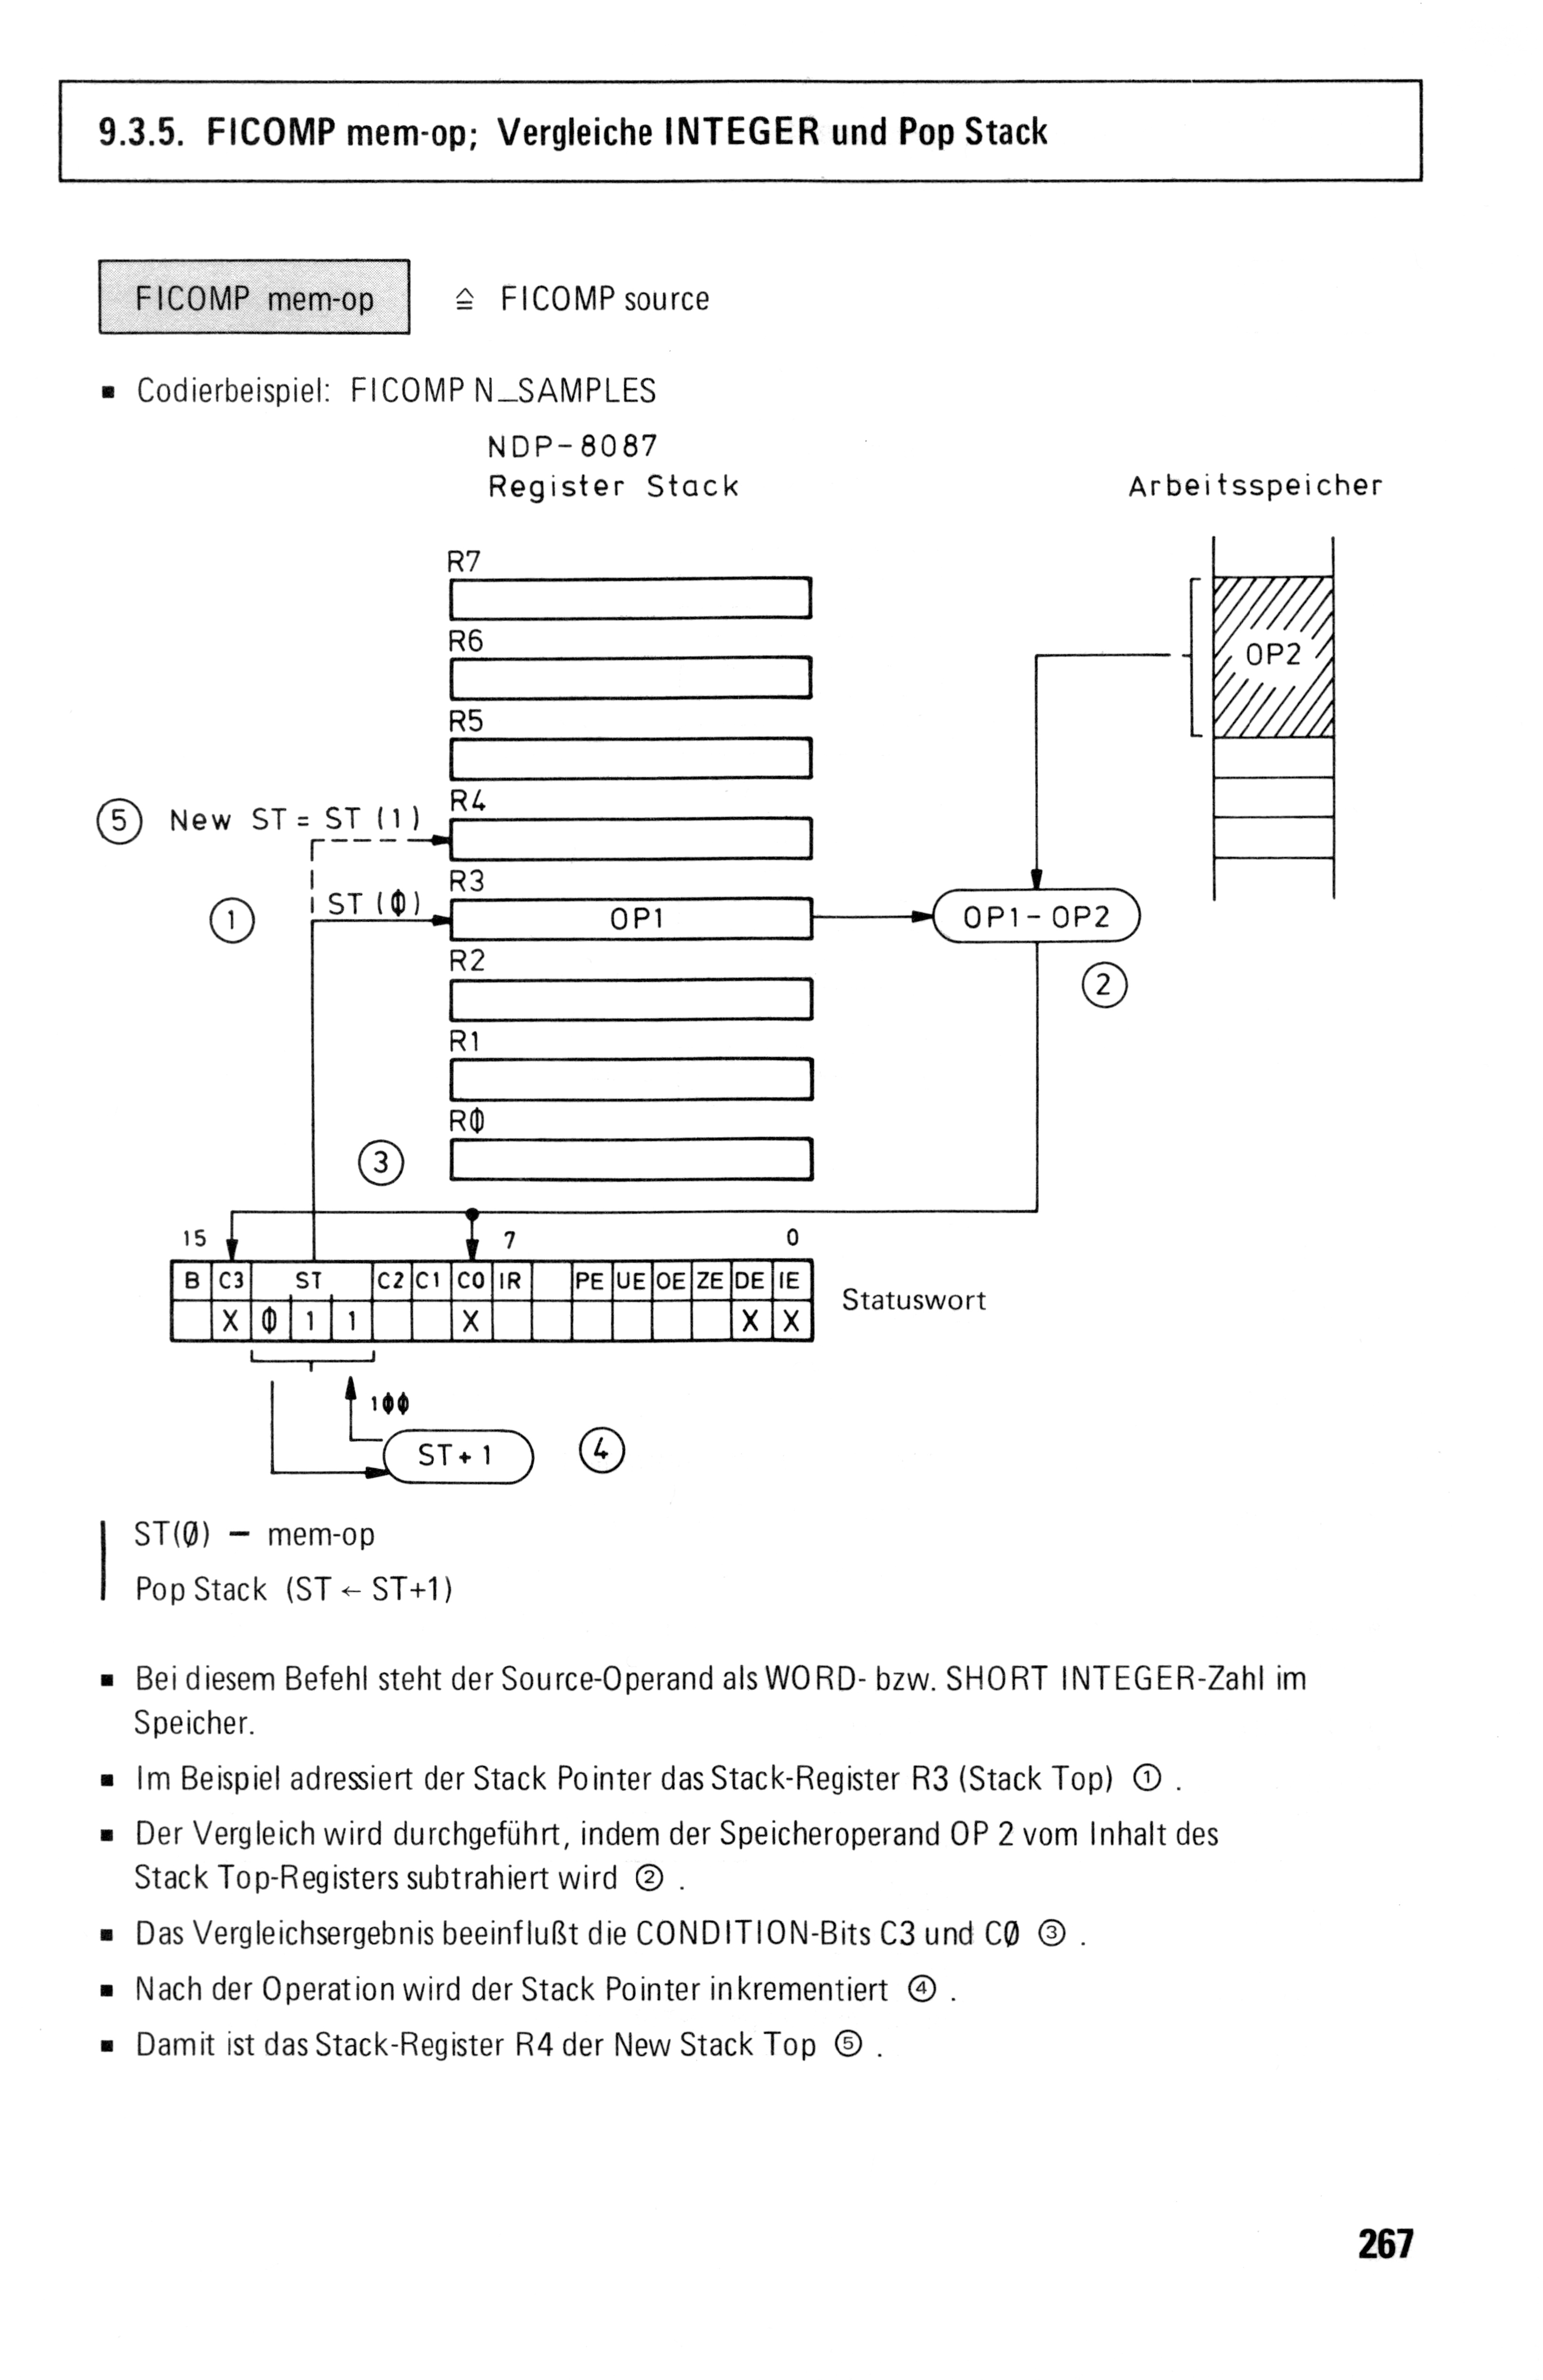 9.3.5. FICOMP mem-op; Vergleiche INTEGER und Pop Stack
FICOMP mem-op ≙ FICOMP source
▪ Codierbeispiel: FICOMP N_SAMPLES
NDP-8087
Register Stack
Arbeitsspeicher
R7
R6
OP2
R5
R4
⑤ New ST = ST (1)
R3
① ST (0)
OP1
OP1 - OP2
R2
②
R1
R0
③
15 7 0
B C3 ST C2 C1 C0 IR PE UE OE ZE DE IE
X 0 1 1 X X X
Statuswort
100
ST + 1 ④
ST(Ø) — mem-op
Pop Stack (ST ← ST+1)
▪ Bei diesem Befehl steht der Source-Operand als WORD- bzw. SHORT INTEGER-Zahl im
Speicher.
▪ Im Beispiel adressiert der Stack Pointer das Stack-Register R3 (Stack Top) ① .
▪ Der Vergleich wird durchgeführt, indem der Speicheroperand OP 2 vom Inhalt des
Stack Top-Registers subtrahiert wird ② .
▪ Das Vergleichsergebnis beeinflußt die CONDITION-Bits C3 und CØ ③ .
▪ Nach der Operation wird der Stack Pointer inkrementiert ④ .
▪ Damit ist das Stack-Register R4 der New Stack Top ⑤ .
267